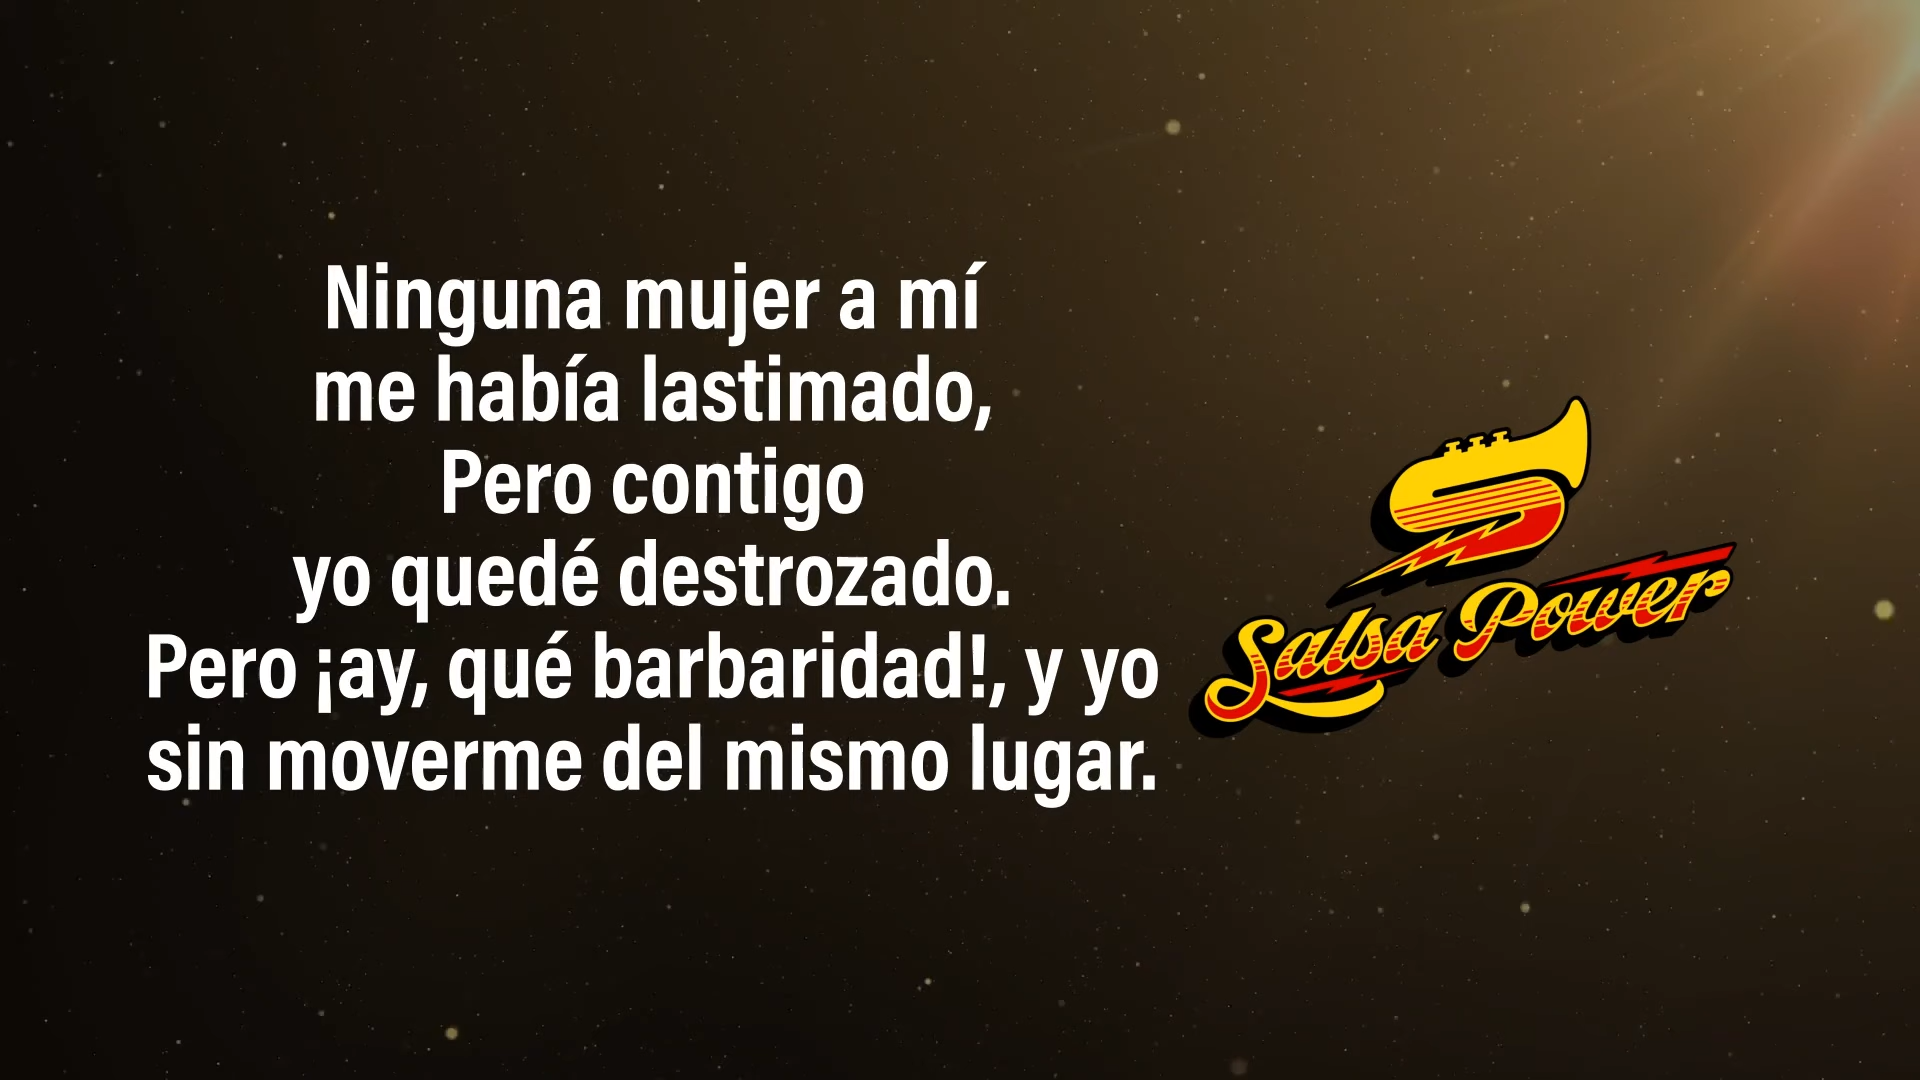 Ninguna mujer a mí
me había lastimado,
Pero contigo
yo quedé destrozado.
Pero ¡ay, qué barbaridad!, y yo
sin moverme del mismo lugar.
Salsa Power